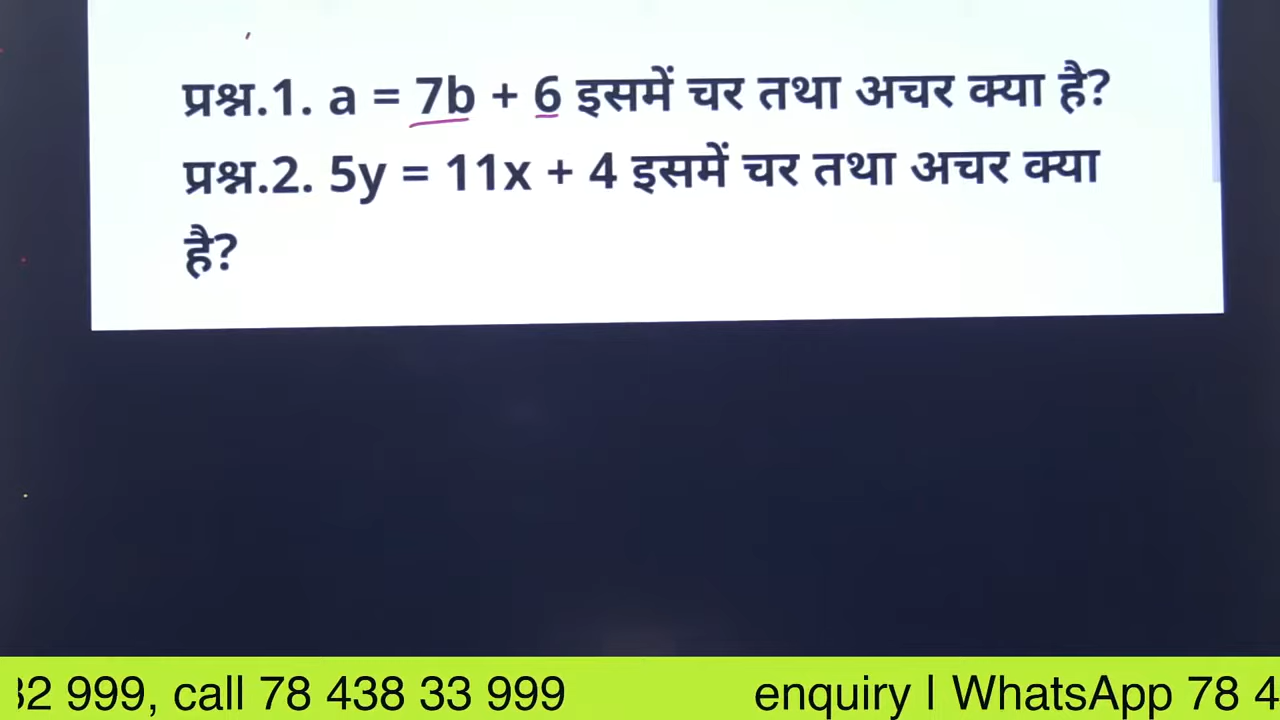 प्रश्न.1. a = 7b + 6 इसमें चर तथा अचर क्या है?
प्रश्न.2. 5y = 11x + 4 इसमें चर तथा अचर क्या
है?
32 999, call 78 438 33 999 enquiry l WhatsApp 78 4